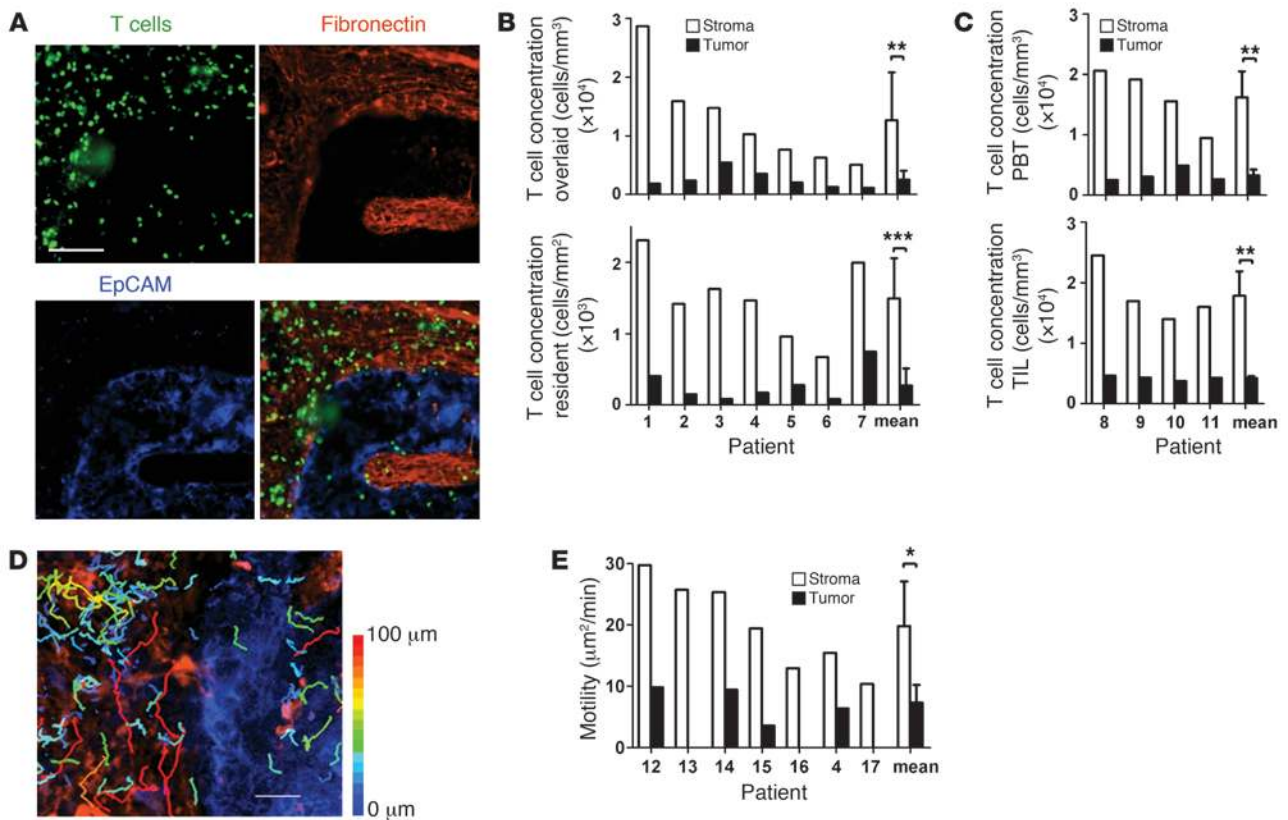 A
T cells
Fibronectin
EpCAM
B
T cell concentration
overlaid (cells/mm³)
(×10⁴)
3
2
1
0
Stroma
Tumor
**
T cell concentration
resident (cells/mm²)
(×10³)
2
1
0
***
1 2 3 4 5 6 7 mean
Patient
C
T cell concentration
PBT (cells/mm³)
(×10⁴)
3
2
1
0
Stroma
Tumor
**
T cell concentration
TIL (cells/mm³)
(×10⁴)
3
2
1
0
**
8 9 10 11 mean
Patient
D
100 µm
0 µm
E
Motility (µm²/min)
30
20
10
0
Stroma
Tumor
*
12 13 14 15 16 4 17 mean
Patient